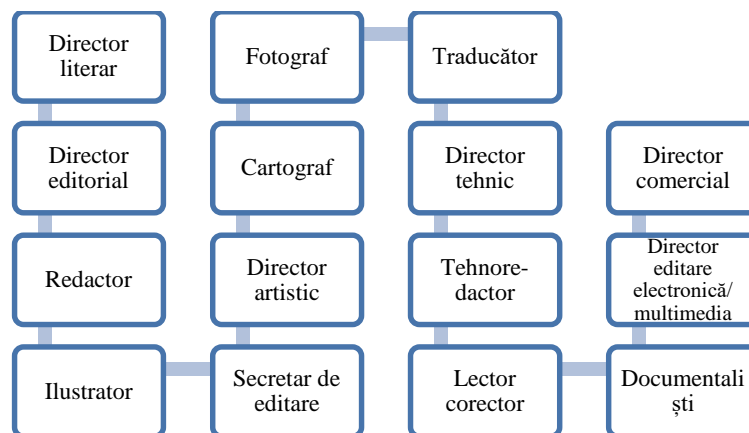 Director
literar
Director
editorial
Redactor
Ilustrator
Secretar de
editare
Director
artistic
Cartograf
Fotograf
Traducător
Director
tehnic
Tehnore-
dactor
Lector
corector
Documentali
ști
Director
editare
electronică/
multimedia
Director
comercial